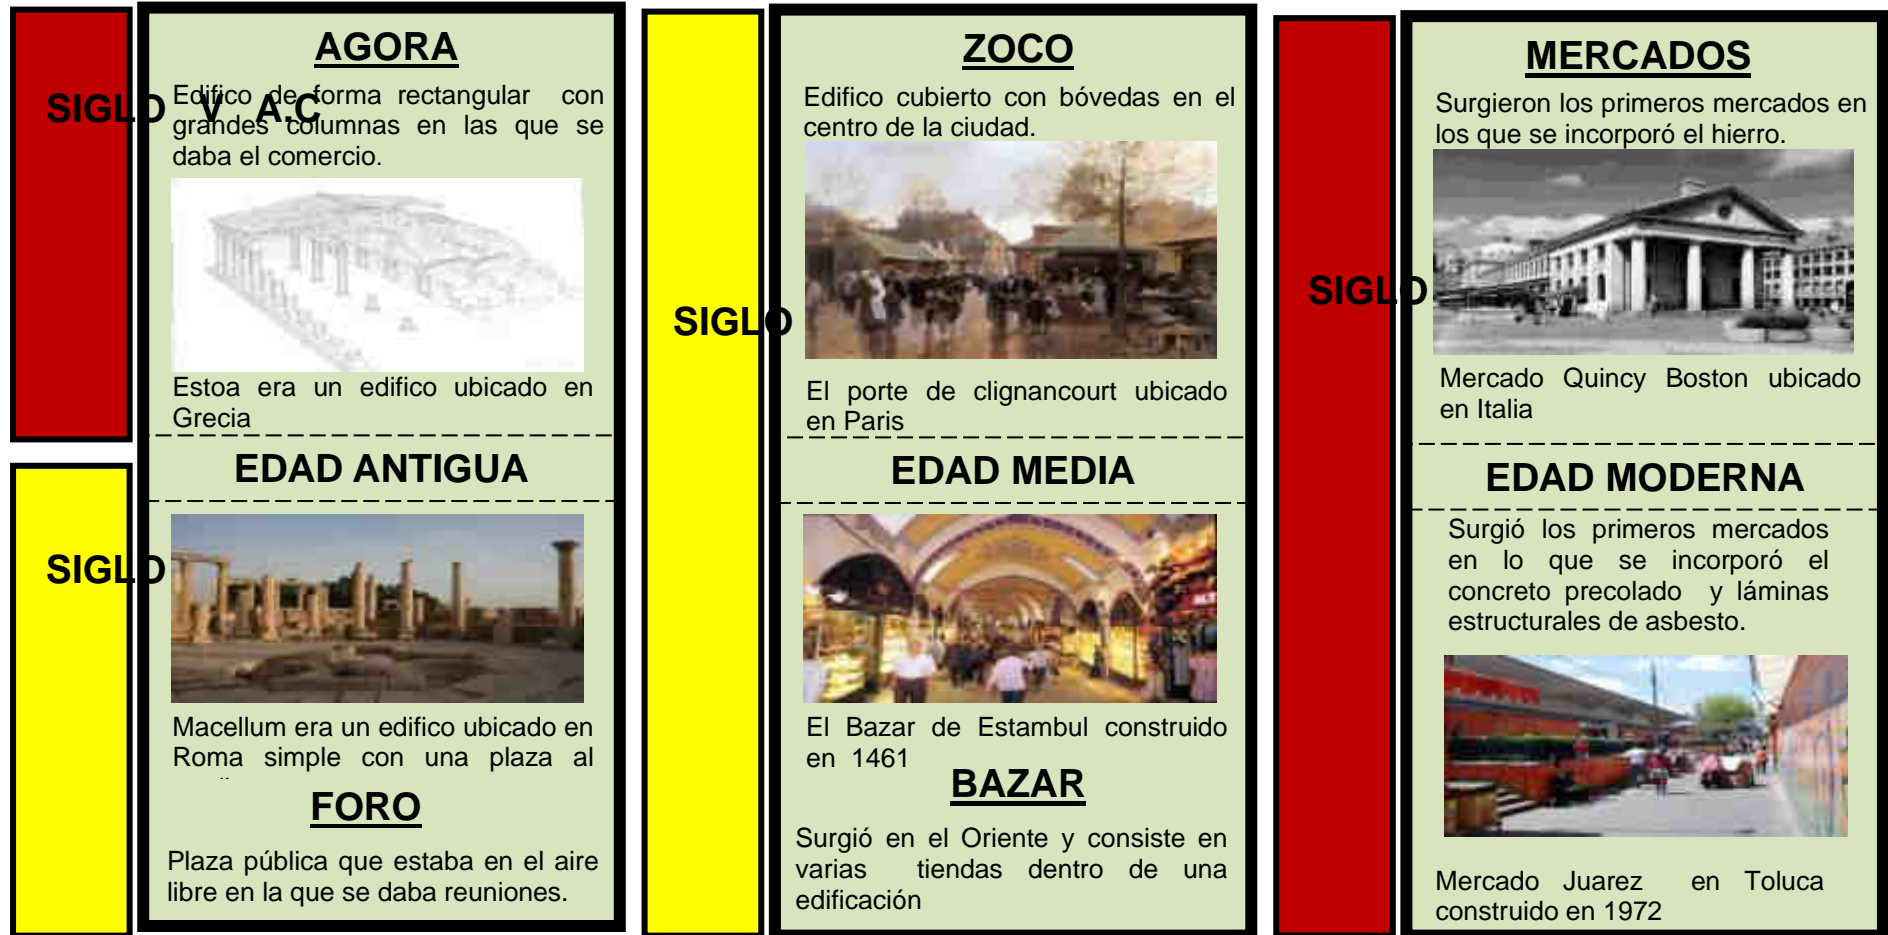 AGORA
SIGLO V A.C
Edifico de forma rectangular con
grandes columnas en las que se
daba el comercio.
Estoa era un edifico ubicado en
Grecia
EDAD ANTIGUA
SIGLO
Macellum era un edifico ubicado en
Roma simple con una plaza al
FORO
Plaza pública que estaba en el aire
libre en la que se daba reuniones.
ZOCO
Edifico cubierto con bóvedas en el
centro de la ciudad.
SIGLO
El porte de clignancourt ubicado
en Paris
EDAD MEDIA
El Bazar de Estambul construido
en 1461
BAZAR
Surgió en el Oriente y consiste en
varias tiendas dentro de una
edificación
MERCADOS
Surgieron los primeros mercados en
los que se incorporó el hierro.
SIGLO
Mercado Quincy Boston ubicado
en Italia
EDAD MODERNA
Surgió los primeros mercados
en lo que se incorporó el
concreto precolado y láminas
estructurales de asbesto.
Mercado Juarez en Toluca
construido en 1972